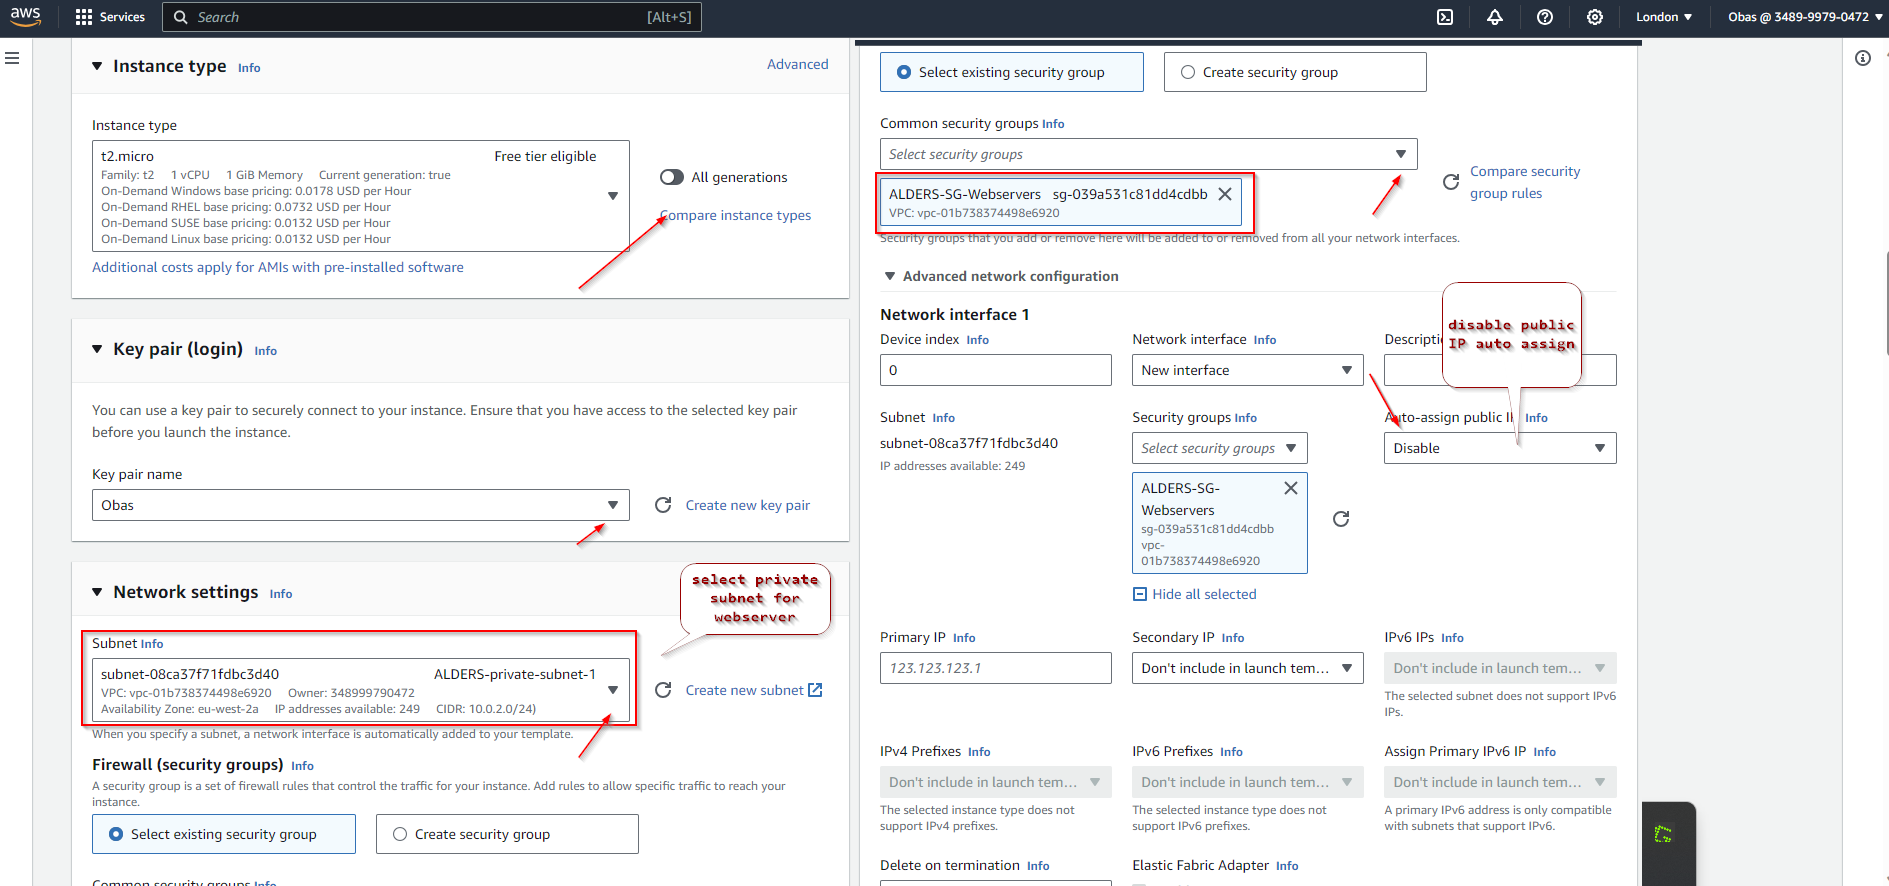 aws
Services
Search
[Alt+S]
London
Obas @ 3489-9979-0472
Instance type Info
Advanced
Instance type
t2.micro
Free tier eligible
Family: t2 1 vCPU 1 GiB Memory Current generation: true
On-Demand Windows base pricing: 0.0178 USD per Hour
On-Demand RHEL base pricing: 0.0732 USD per Hour
On-Demand SUSE base pricing: 0.0132 USD per Hour
On-Demand Linux base pricing: 0.0132 USD per Hour
All generations
Compare instance types
Additional costs apply for AMIs with pre-installed software
Key pair (login) Info
You can use a key pair to securely connect to your instance. Ensure that you have access to the selected key pair
before you launch the instance.
Key pair name
Obas
Create new key pair
Network settings Info
select private
subnet for
webserver
Subnet Info
subnet-08ca37f71fdbc3d40
ALDERS-private-subnet-1
VPC: vpc-01b738374498e6920 Owner: 348999790472
Availability Zone: eu-west-2a IP addresses available: 249 CIDR: 10.0.2.0/24)
Create new subnet
When you specify a subnet, a network interface is automatically added to your template.
Firewall (security groups) Info
A security group is a set of firewall rules that control the traffic for your instance. Add rules to allow specific traffic to reach your
instance.
Select existing security group
Create security group
Common security groups Info
Select existing security group
Create security group
Common security groups Info
Select security groups
Compare security
group rules
ALDERS-SG-Webservers sg-039a531c81dd4cdbb
VPC: vpc-01b738374498e6920
Security groups that you add or remove here will be added to or removed from all your network interfaces.
Advanced network configuration
disable public
IP auto assign
Network interface 1
Device index Info
0
Network interface Info
New interface
Descripti
Subnet Info
subnet-08ca37f71fdbc3d40
IP addresses available: 249
Security groups Info
Select security groups
ALDERS-SG-
Webservers
sg-039a531c81dd4cdbb
vpc-
01b738374498e6920
Hide all selected
Auto-assign public I Info
Disable
Primary IP Info
123.123.123.1
Secondary IP Info
Don't include in launch tem...
IPv6 IPs Info
Don't include in launch tem...
The selected subnet does not support IPv6
IPs.
IPv4 Prefixes Info
Don't include in launch tem...
The selected instance type does not
support IPv4 prefixes.
IPv6 Prefixes Info
Don't include in launch tem...
The selected instance type does not
support IPv6 prefixes.
Assign Primary IPv6 IP Info
Don't include in launch tem...
A primary IPv6 address is only compatible
with subnets that support IPv6.
Delete on termination Info
Elastic Fabric Adapter Info